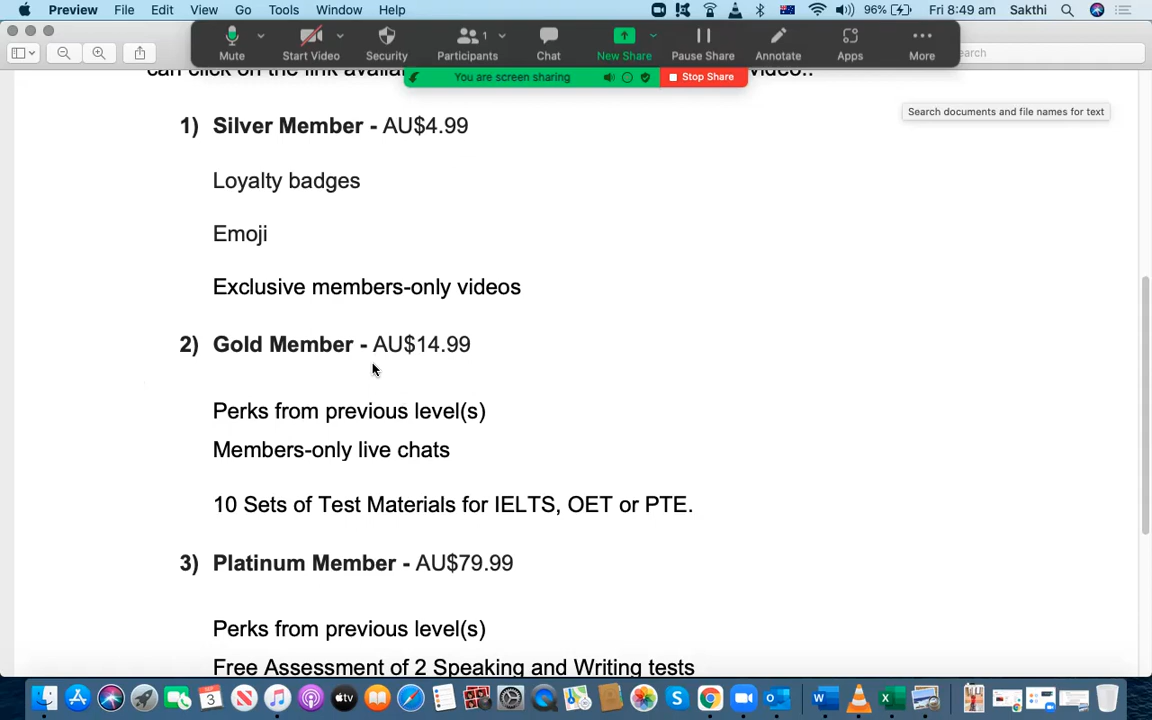 Preview File Edit View Go Tools Window Help 96% Fri 8:49 am Sakthi
Mute Start Video Security Participants 1 Chat New Share Pause Share Annotate Apps More
You are screen sharing Stop Share
Search documents and file names for text
1) Silver Member - AU$4.99
Loyalty badges
Emoji
Exclusive members-only videos
2) Gold Member - AU$14.99
Perks from previous level(s)
Members-only live chats
10 Sets of Test Materials for IELTS, OET or PTE.
3) Platinum Member - AU$79.99
Perks from previous level(s)
Free Assessment of 2 Speaking and Writing tests